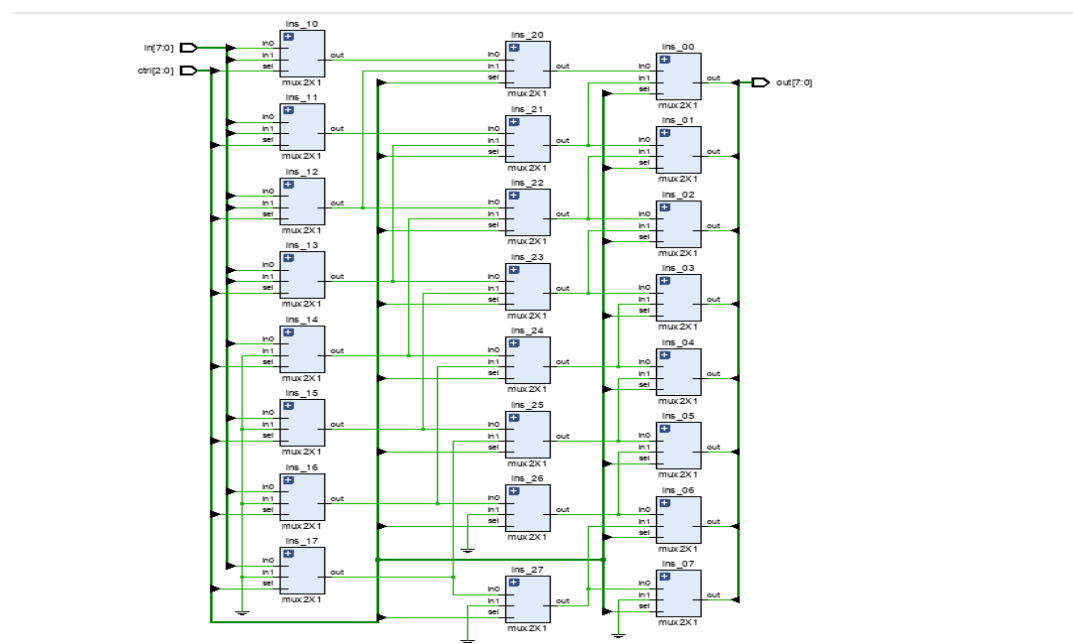 in[7:0]
ctrl[2:0]
ins_10
in0
in1
sel
out
mux2X1
ins_11
in0
in1
sel
out
mux2X1
ins_12
in0
in1
sel
out
mux2X1
ins_13
in0
in1
sel
out
mux2X1
ins_14
in0
in1
sel
out
mux2X1
ins_15
in0
in1
sel
out
mux2X1
ins_16
in0
in1
sel
out
mux2X1
ins_17
in0
in1
sel
out
mux2X1
ins_20
in0
in1
sel
out
mux2X1
ins_21
in0
in1
sel
out
mux2X1
ins_22
in0
in1
sel
out
mux2X1
ins_23
in0
in1
sel
out
mux2X1
ins_24
in0
in1
sel
out
mux2X1
ins_25
in0
in1
sel
out
mux2X1
ins_26
in0
in1
sel
out
mux2X1
ins_27
in0
in1
sel
out
mux2X1
ins_00
in0
in1
sel
out
mux2X1
ins_01
in0
in1
sel
out
mux2X1
ins_02
in0
in1
sel
out
mux2X1
ins_03
in0
in1
sel
out
mux2X1
ins_04
in0
in1
sel
out
mux2X1
ins_05
in0
in1
sel
out
mux2X1
ins_06
in0
in1
sel
out
mux2X1
ins_07
in0
in1
sel
out
mux2X1
out[7:0]